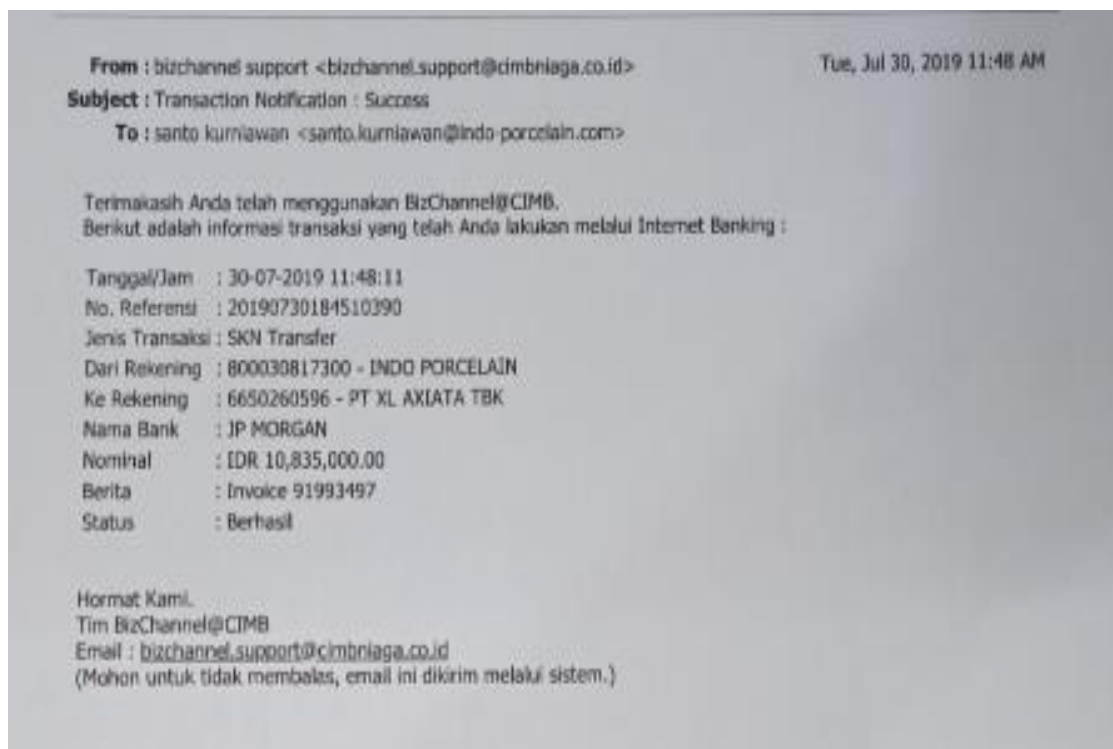 From : bizchannel support <bizchannel.support@cimbniaga.co.id>
Tue, Jul 30, 2019 11:48 AM
Subject : Transaction Notification : Success
To : santo kurniawan <santo.kurniawan@indo-porcelain.com>
Terimakasih Anda telah menggunakan BizChannel@CIMB.
Berikut adalah informasi transaksi yang telah Anda lakukan melalui Internet Banking :
Tanggal/Jam : 30-07-2019 11:48:11
No. Referensi : 20190730184510390
Jenis Transaksi : SKN Transfer
Dari Rekening : 800030817300 - INDO PORCELAIN
Ke Rekening : 6650260596 - PT XL AXIATA TBK
Nama Bank : JP MORGAN
Nominal : IDR 10,835,000.00
Berita : Invoice 91993497
Status : Berhasil
Hormat Kami.
Tim BizChannel@CIMB
Email : bizchannel.support@cimbniaga.co.id
(Mohon untuk tidak membalas, email ini dikirim melalui sistem.)